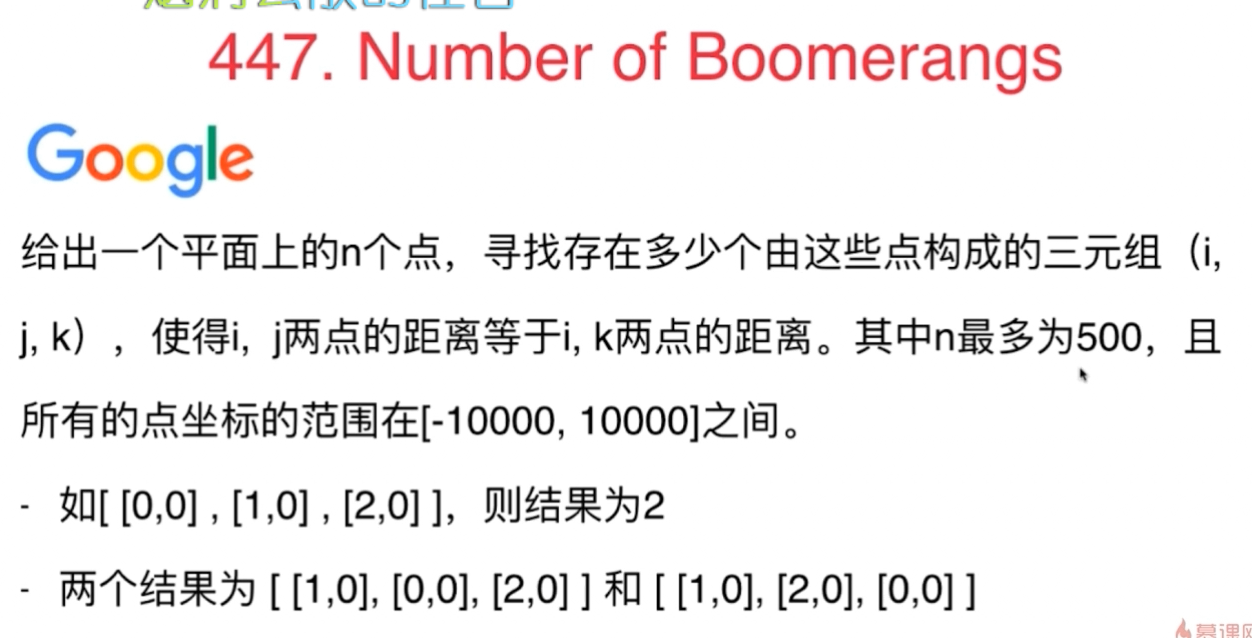 447. Number of Boomerangs
Google
给出一个平面上的n个点，寻找存在多少个由这些点构成的三元组（i,
j, k），使得i, j两点的距离等于i, k两点的距离。其中n最多为500，且
所有的点坐标的范围在[-10000, 10000]之间。
- 如[ [0,0] , [1,0] , [2,0] ]，则结果为2
- 两个结果为 [ [1,0], [0,0], [2,0] ] 和 [ [1,0], [2,0], [0,0] ]
慕课网